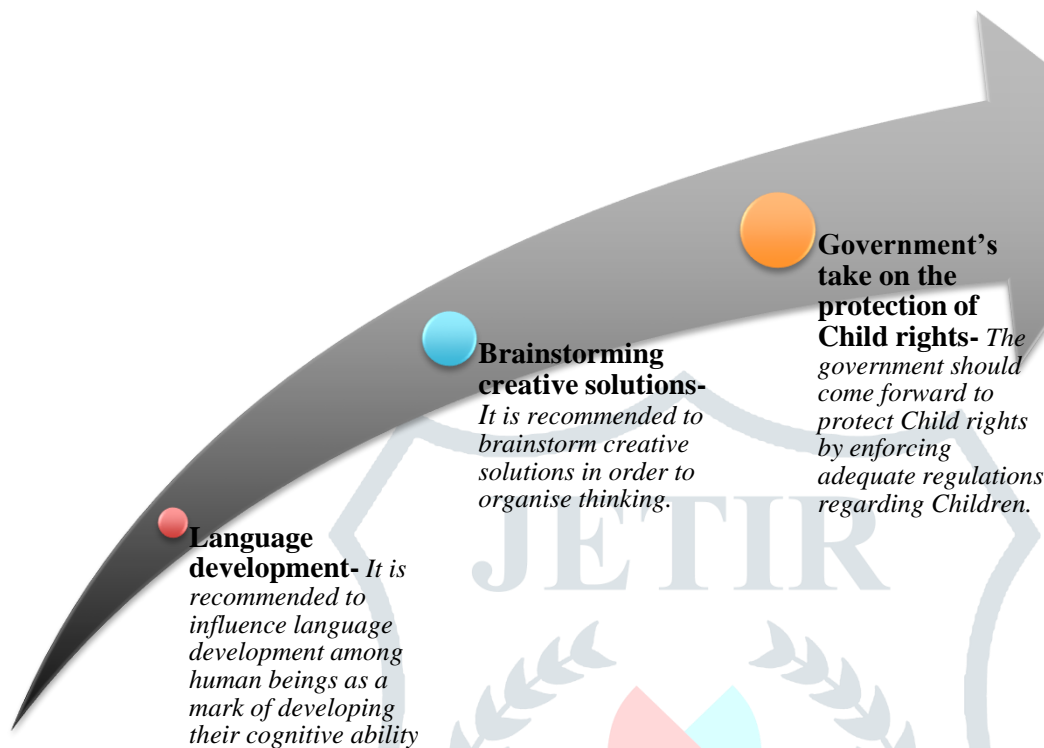 Government’s
take on the
protection of
Child rights- The
government should
come forward to
protect Child rights
by enforcing
adequate regulations
regarding Children.
Brainstorming
creative solutions-
It is recommended to
brainstorm creative
solutions in order to
organise thinking.
Language
development- It is
recommended to
influence language
development among
human beings as a
mark of developing
their cognitive ability
JETIR